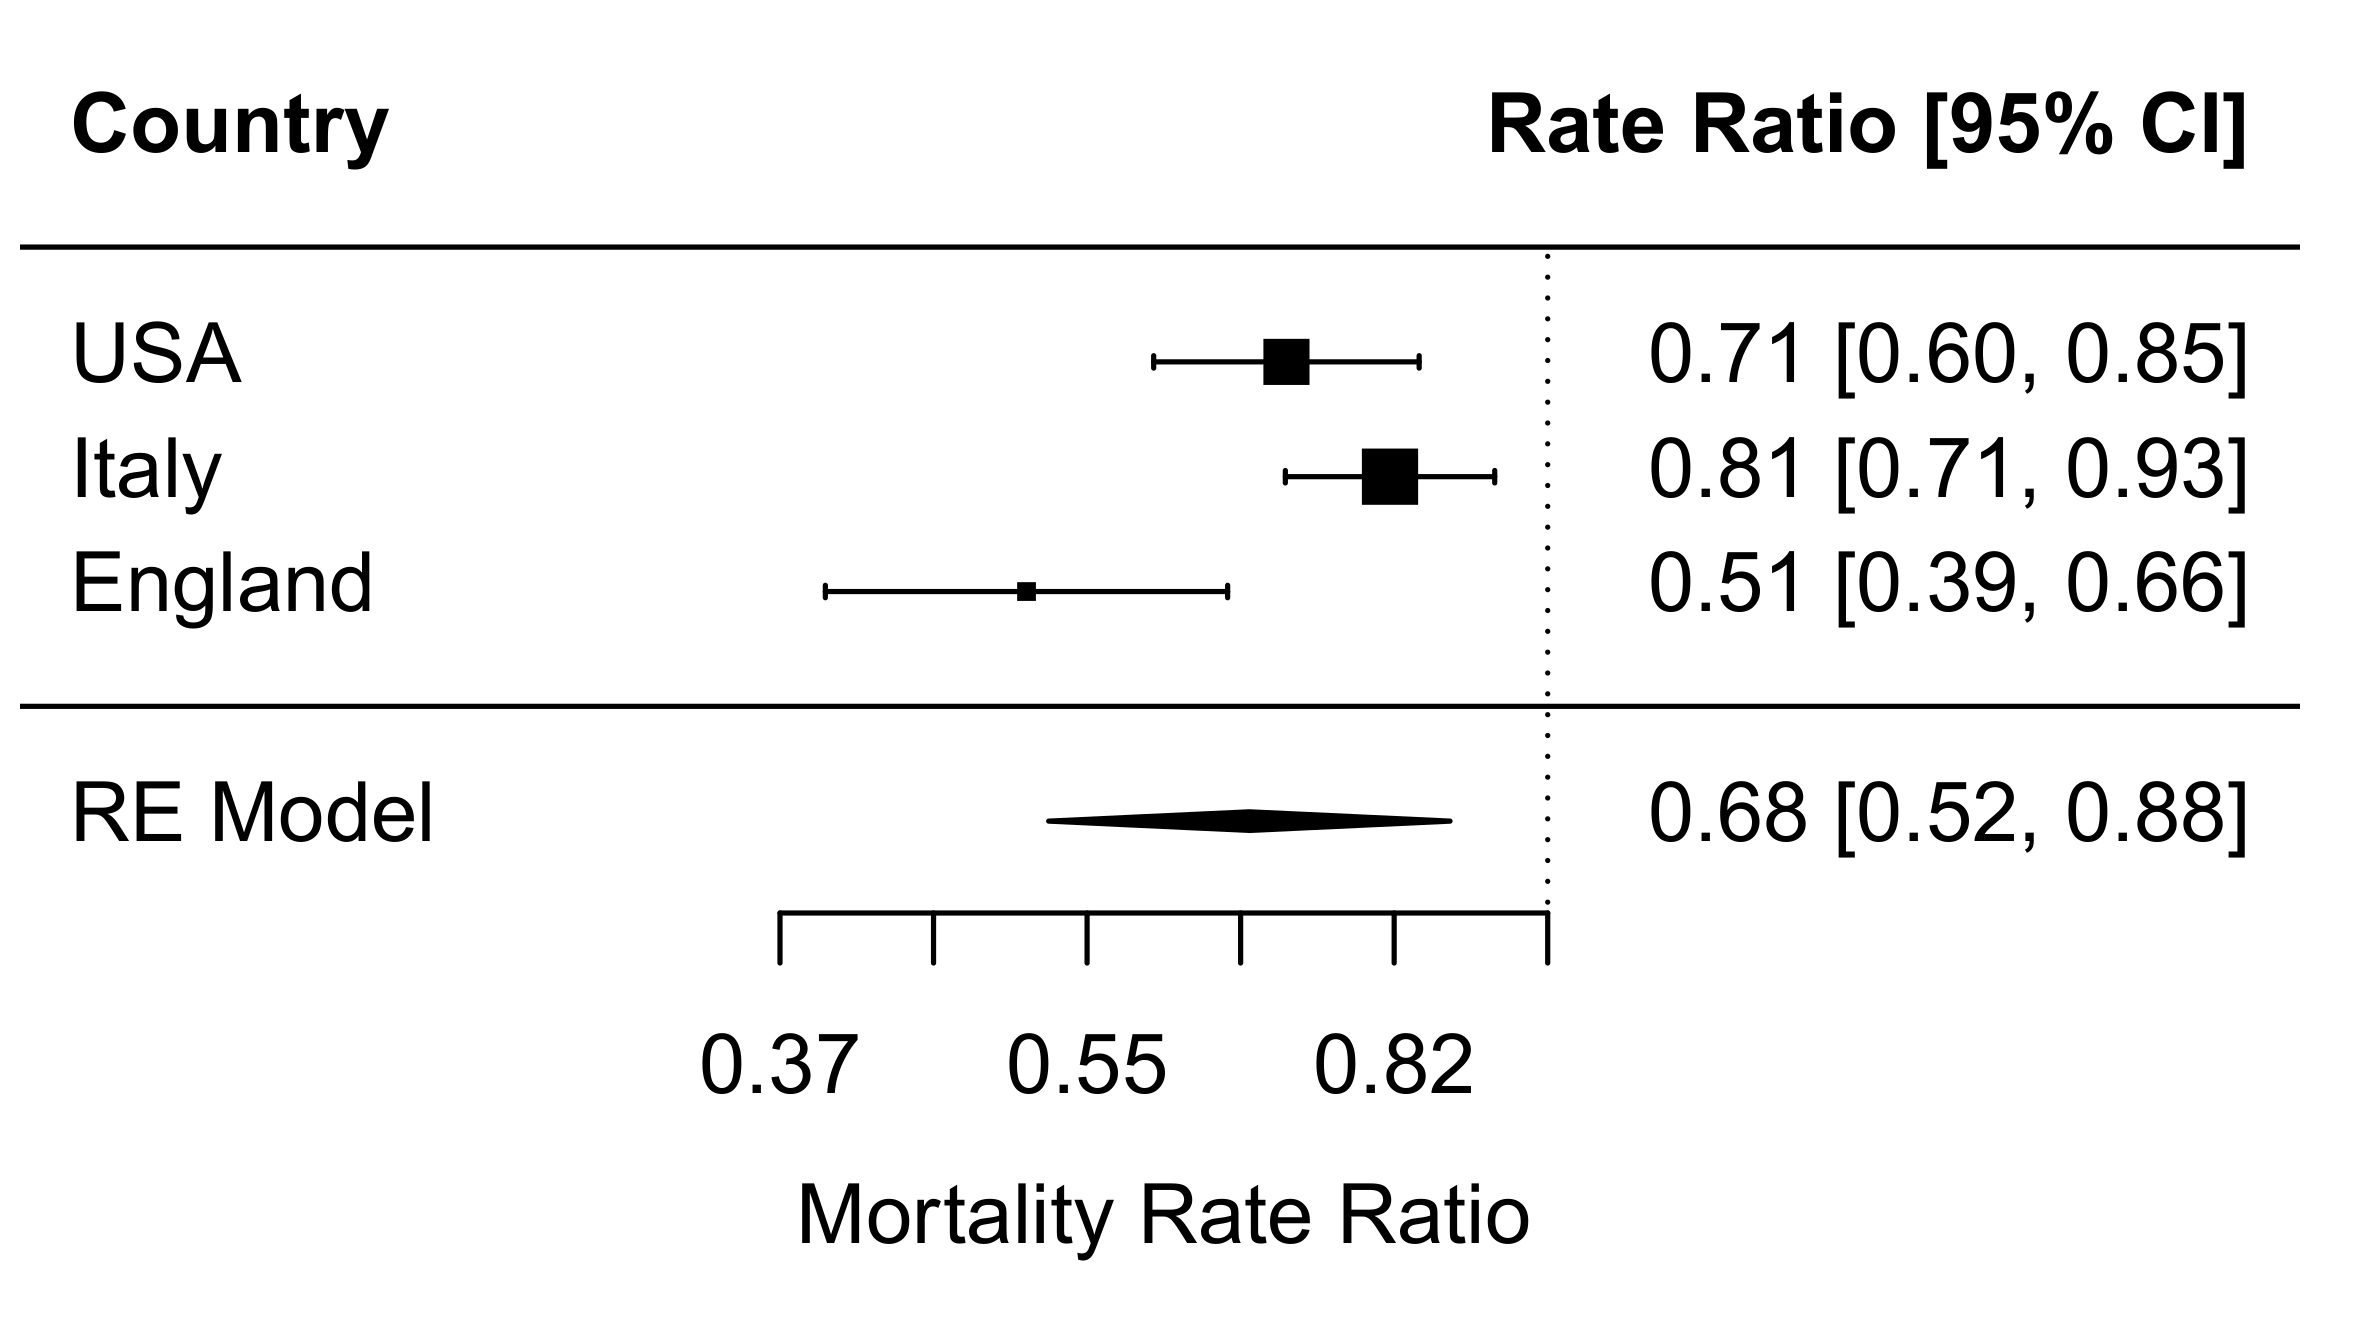 Country Rate Ratio [95% CI]
USA 0.71 [0.60, 0.85]
Italy 0.81 [0.71, 0.93]
England 0.51 [0.39, 0.66]
RE Model 0.68 [0.52, 0.88]
0.37 0.55 0.82
Mortality Rate Ratio